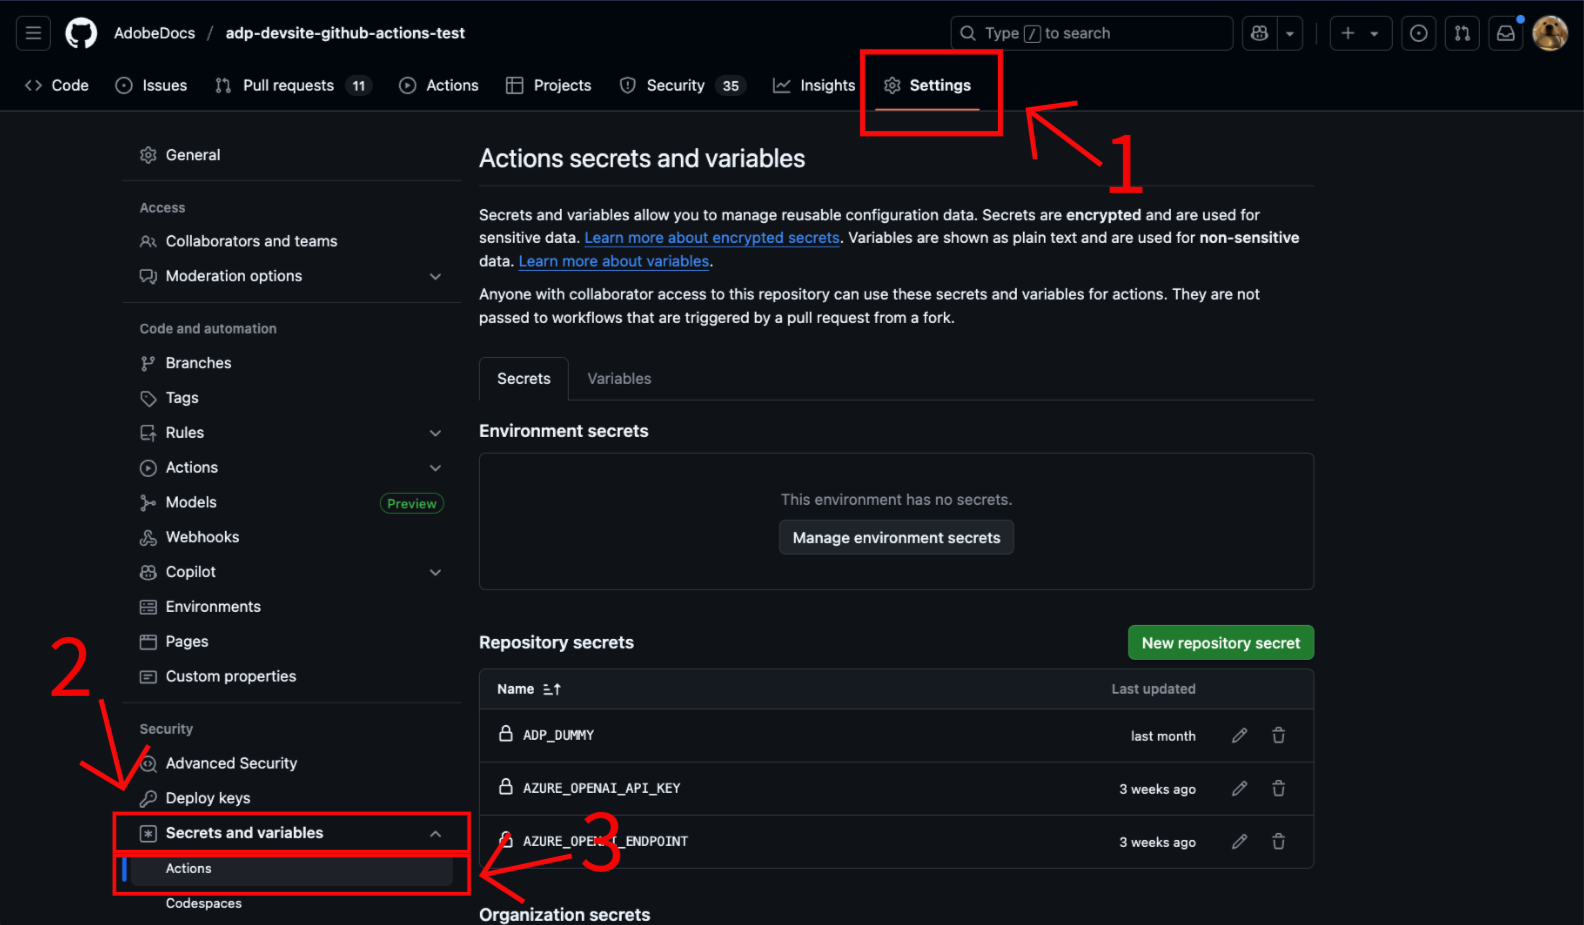 AdobeDocs / adp-devsite-github-actions-test
Type / to search
Code
Issues
Pull requests 11
Actions
Projects
Security 35
Insights
Settings
1
General
Access
Collaborators and teams
Moderation options
Code and automation
Branches
Tags
Rules
Actions
Models Preview
Webhooks
Copilot
Environments
Pages
Custom properties
2
Security
Advanced Security
Deploy keys
Secrets and variables
Actions
Codespaces
3
Actions secrets and variables
Secrets and variables allow you to manage reusable configuration data. Secrets are encrypted and are used for
sensitive data. Learn more about encrypted secrets. Variables are shown as plain text and are used for non-sensitive
data. Learn more about variables.
Anyone with collaborator access to this repository can use these secrets and variables for actions. They are not
passed to workflows that are triggered by a pull request from a fork.
Secrets
Variables
Environment secrets
This environment has no secrets.
Manage environment secrets
Repository secrets
New repository secret
Name
Last updated
ADP_DUMMY
last month
AZURE_OPENAI_API_KEY
3 weeks ago
AZURE_OPENAI_ENDPOINT
3 weeks ago
Organization secrets